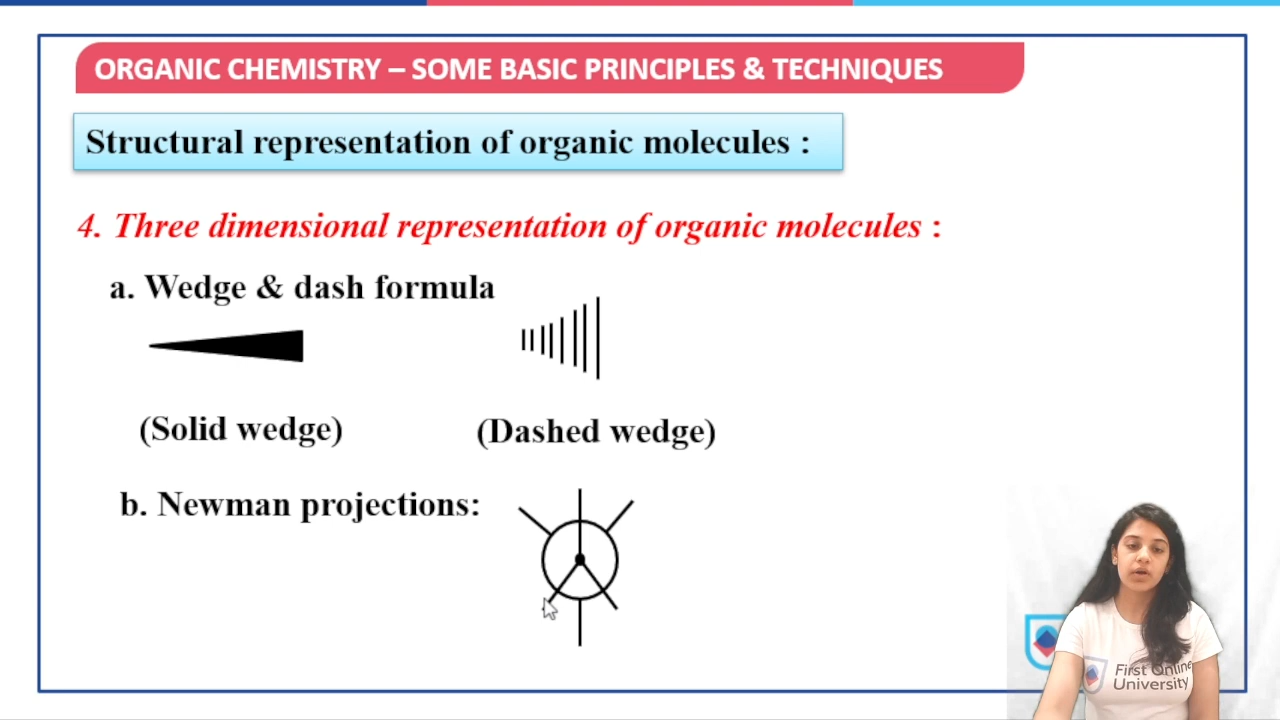 ORGANIC CHEMISTRY – SOME BASIC PRINCIPLES & TECHNIQUES
Structural representation of organic molecules :
4. Three dimensional representation of organic molecules :
a. Wedge & dash formula
(Solid wedge)
(Dashed wedge)
b. Newman projections:
First Online
University